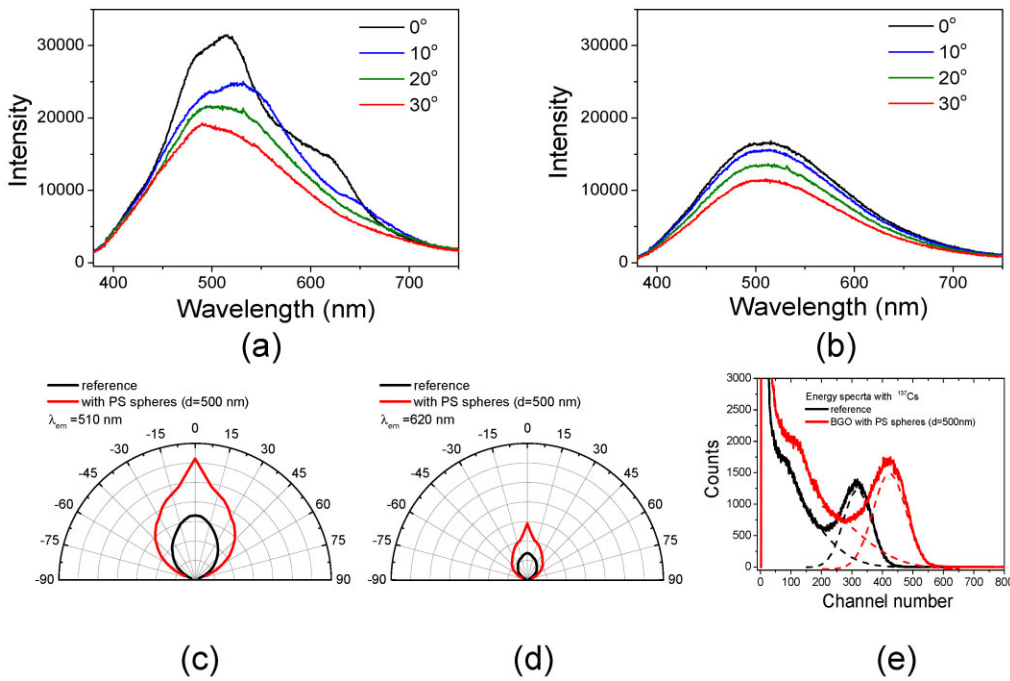 30000
20000
10000
0
Intensity
0°
10°
20°
30°
400 500 600 700
Wavelength (nm)
(a)
30000
20000
10000
0
Intensity
0°
10°
20°
30°
400 500 600 700
Wavelength (nm)
(b)
reference
with PS spheres (d=500 nm)
λem =510 nm
-90 -75 -60 -45 -30 -15 0 15 30 45 60 75 90
(c)
reference
with PS spheres (d=500 nm)
λem =620 nm
-90 -75 -60 -45 -30 -15 0 15 30 45 60 75 90
(d)
3000
2500
2000
1500
1000
500
0
Counts
Energy specrta with 137Cs
reference
BGO with PS spheres (d=500nm)
0 100 200 300 400 500 600 700 800
Channel number
(e)